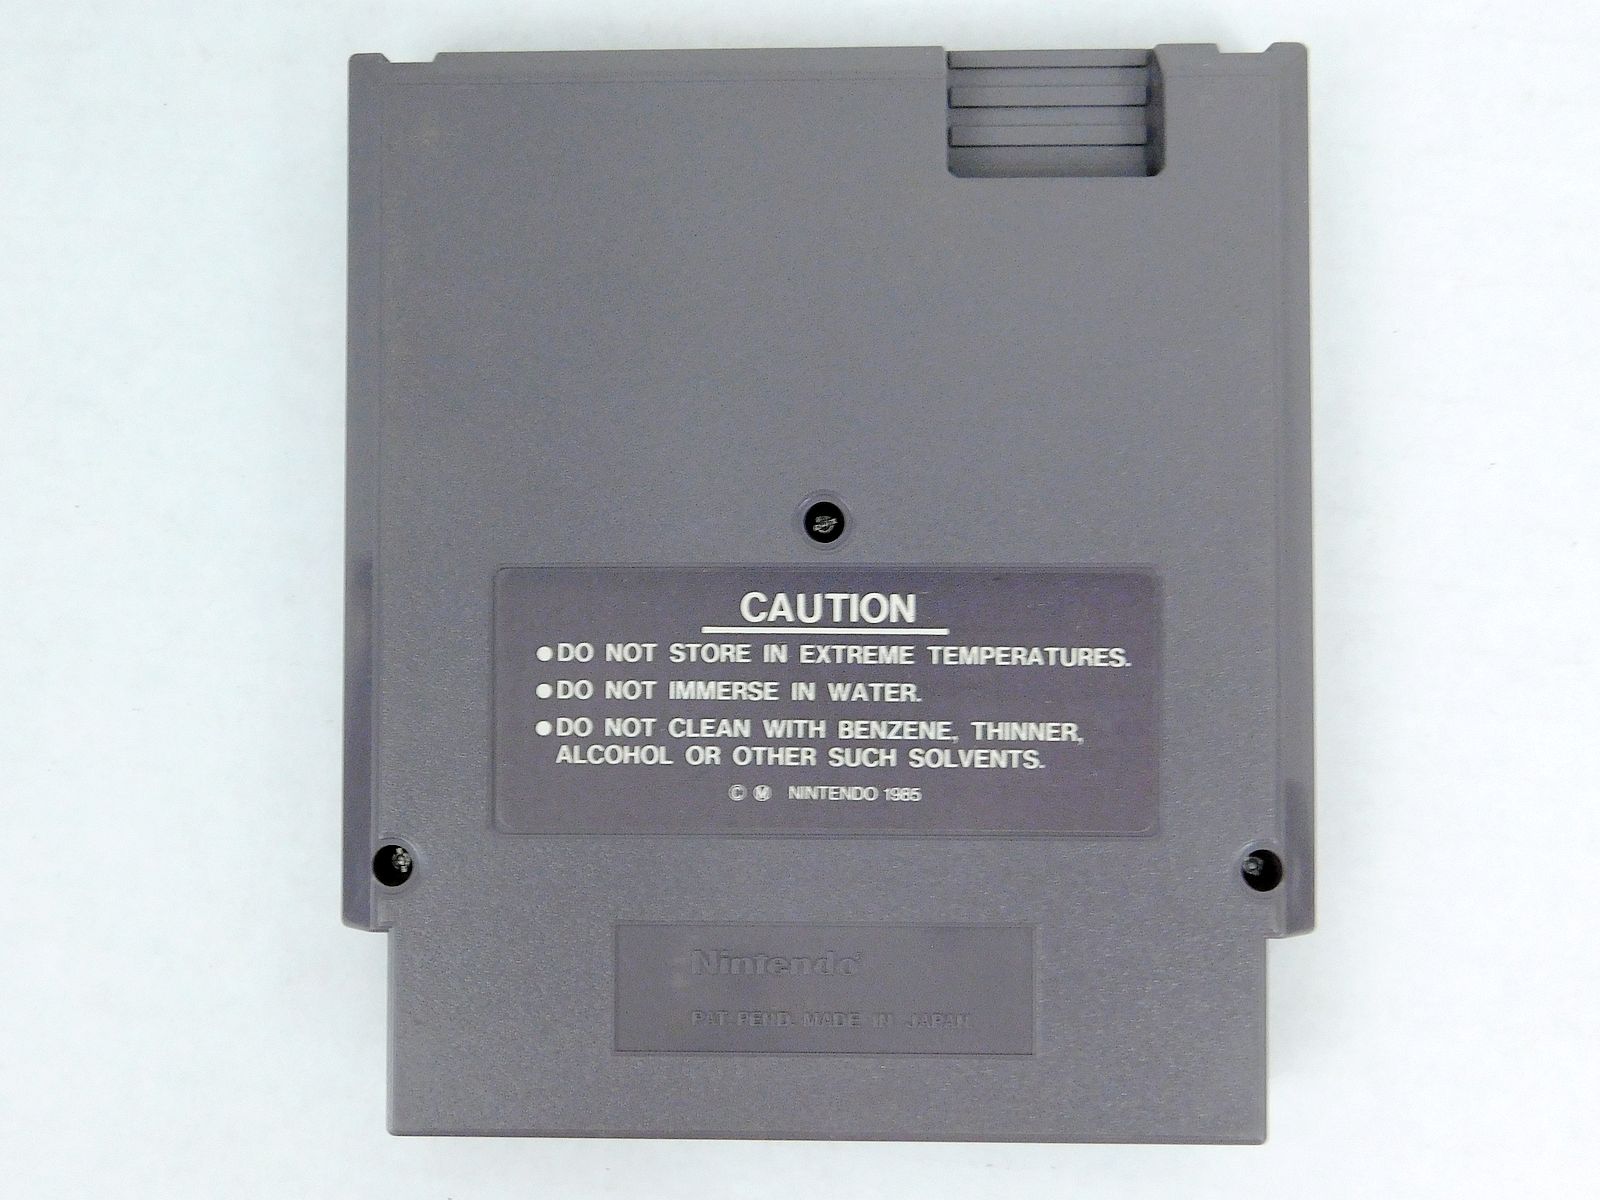 CAUTION
●DO NOT STORE IN EXTREME TEMPERATURES.
●DO NOT IMMERSE IN WATER.
●DO NOT CLEAN WITH BENZENE, THINNER,
ALCOHOL OR OTHER SUCH SOLVENTS.
© Ⓜ NINTENDO 1985
Nintendo
PAT. PEND. MADE IN JAPAN